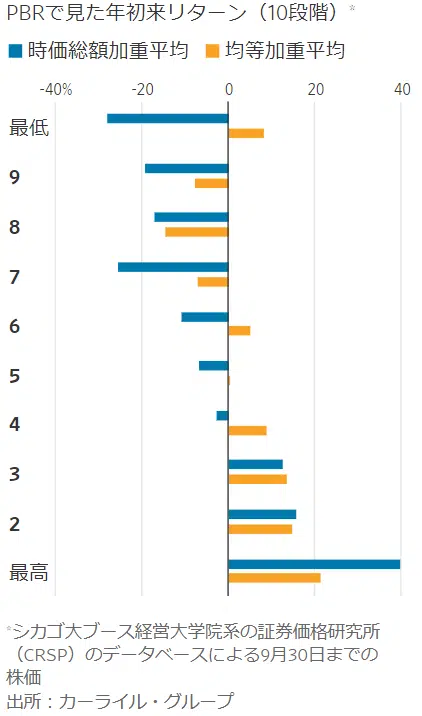 PBRで見た年初来リターン（10段階）*
時価総額加重平均 均等加重平均
-40% -20 0 20 40
最低
9
8
7
6
5
4
3
2
最高
*シカゴ大ブース経営大学院系の証券価格研究所
（CRSP）のデータベースによる9月30日までの
株価
出所：カーライル・グループ